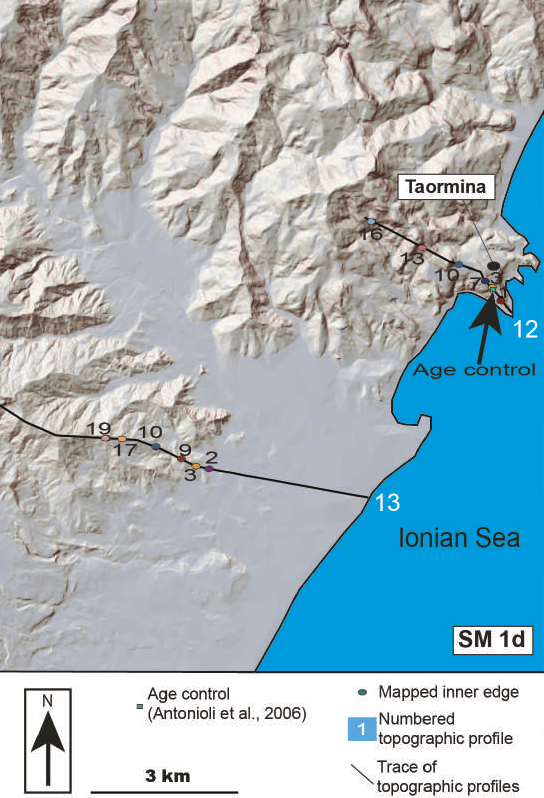 Taormina
16
13
10
7
3
12
Age control
19
17
10
9
3
2
13
Ionian Sea
SM 1d
N
Age control
(Antonioli et al., 2006)
3 km
Mapped inner edge
1
Numbered
topographic profile
Trace of
topographic profiles